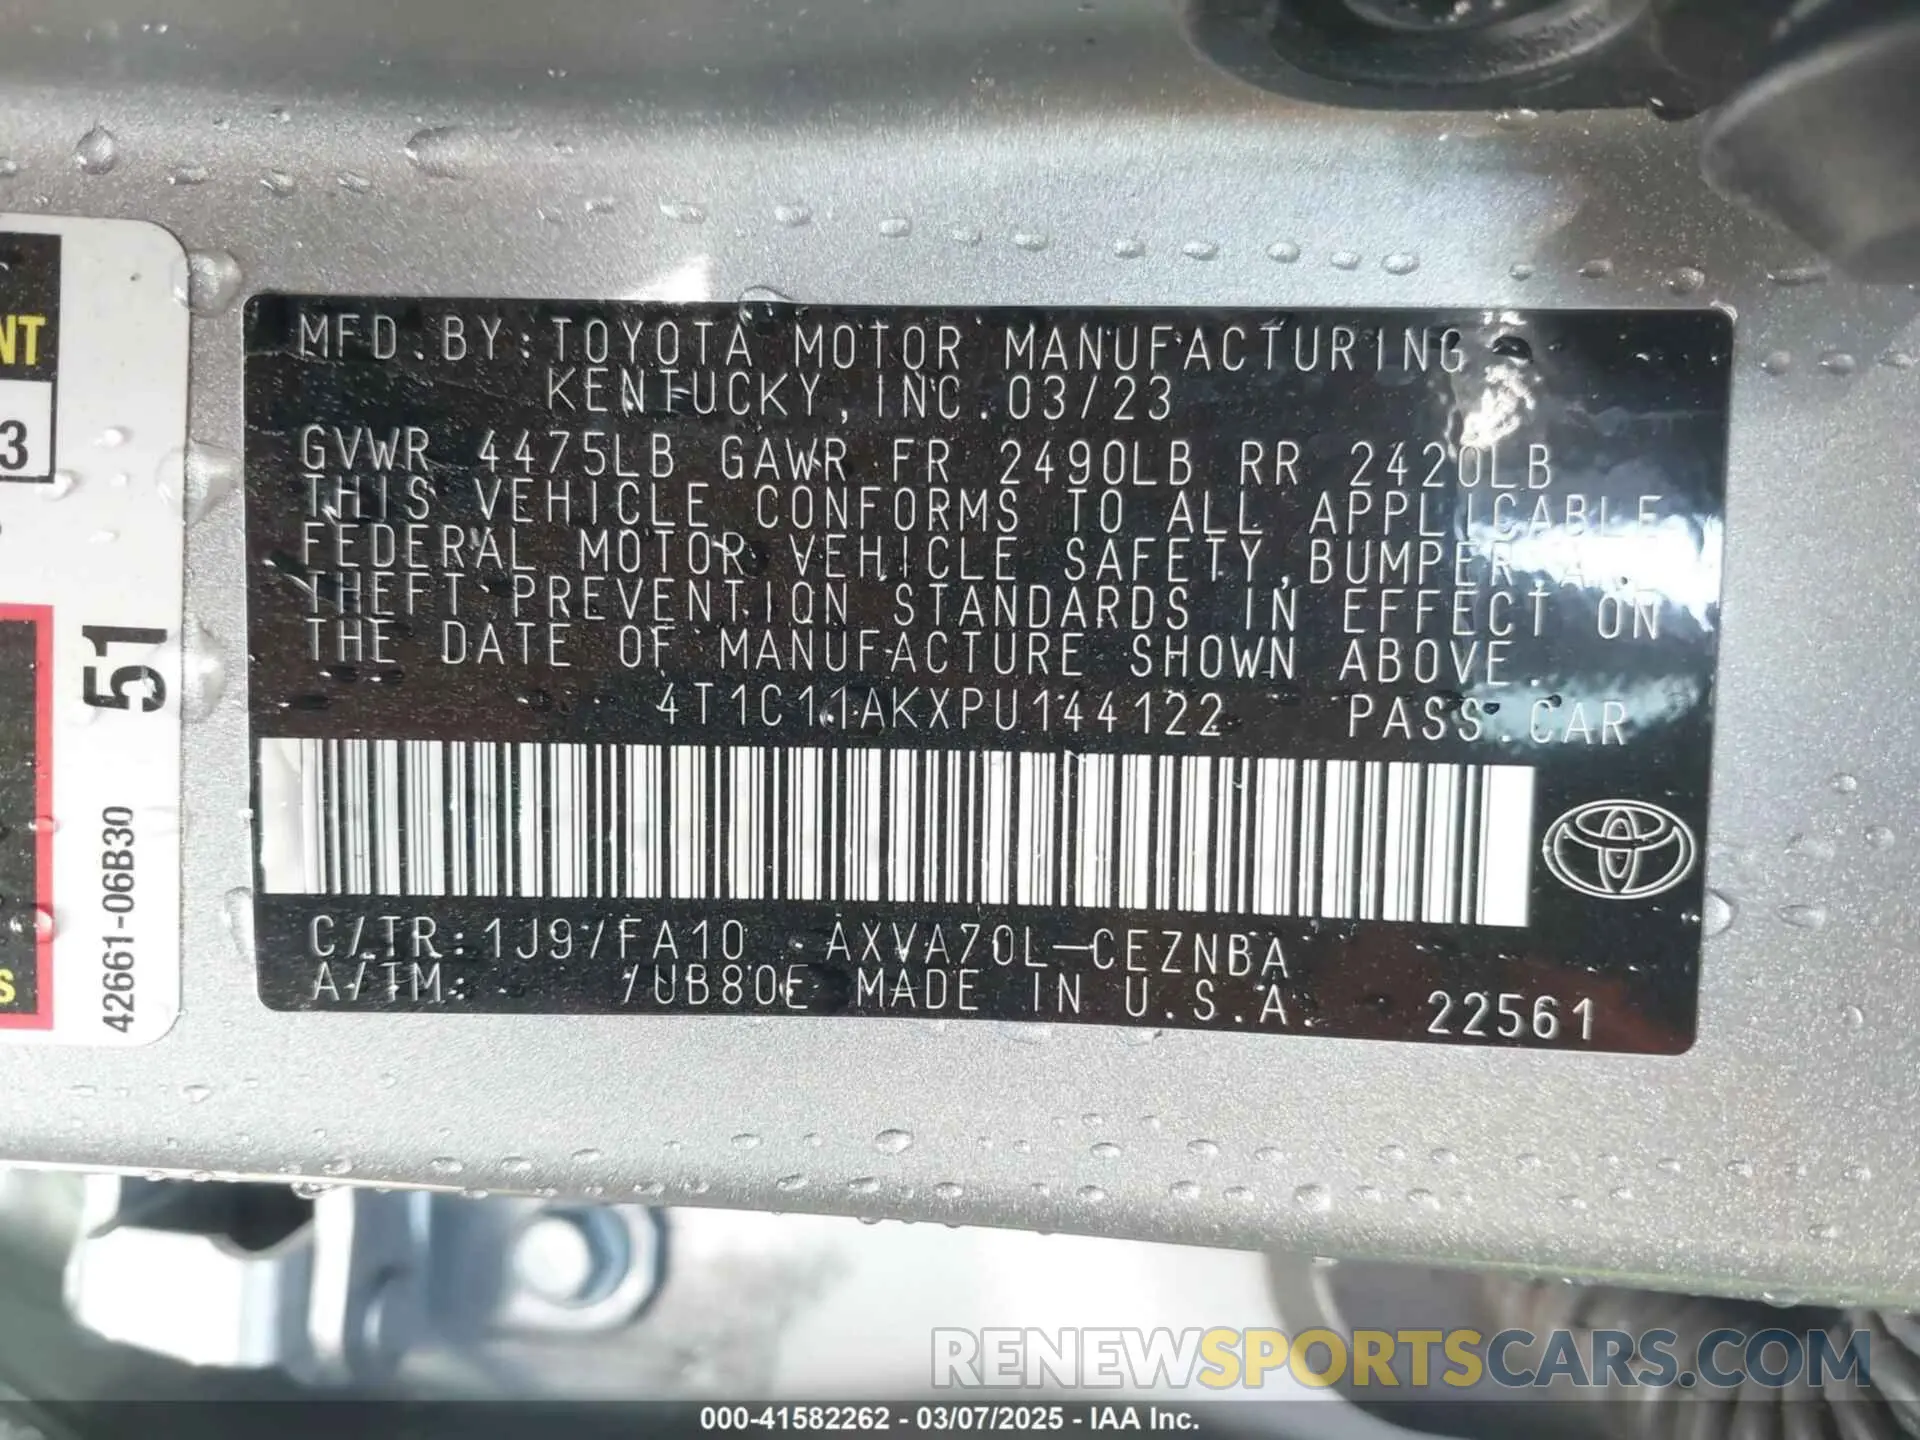 NT
3
51
42661-06B30
S
MFD.BY:TOYOTA MOTOR MANUFACTURING
KENTUCKY,INC.03/23
GVWR 4475LB GAWR FR 2490LB RR 2420LB
THIS VEHICLE CONFORMS TO ALL APPLICABLE
FEDERAL MOTOR VEHICLE SAFETY,BUMPER,AND
THEFT PREVENTION STANDARDS IN EFFECT ON
THE DATE OF MANUFACTURE SHOWN ABOVE.
4T1C11AKXPU144122 PASS.CAR
C/TR:1J9/FA10 AXVA70L-CEZNBA
A/TM: /UB80E MADE IN U.S.A. 22561
RENEWSPORTSCARS.COM
000-41582262 - 03/07/2025 - IAA Inc.